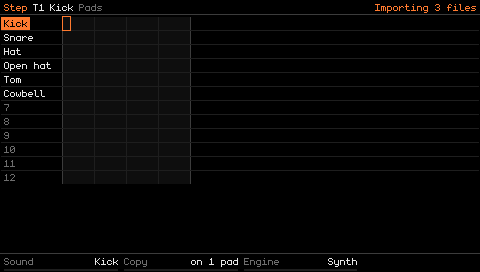 Step T1 Kick Pads Importing 3 files
Kick
Snare
Hat
Open hat
Tom
Cowbell
7
8
9
10
11
12
Sound Kick Copy on 1 pad Engine Synth